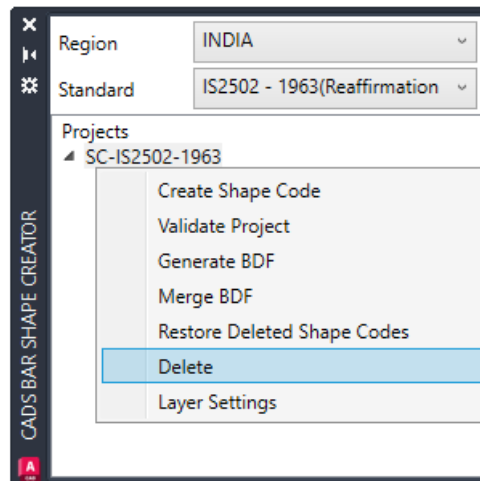 Region INDIA
Standard IS2502 - 1963(Reaffirmation
Projects
SC-IS2502-1963
Create Shape Code
Validate Project
Generate BDF
Merge BDF
Restore Deleted Shape Codes
Delete
Layer Settings
CADS BAR SHAPE CREATOR
A
CAD